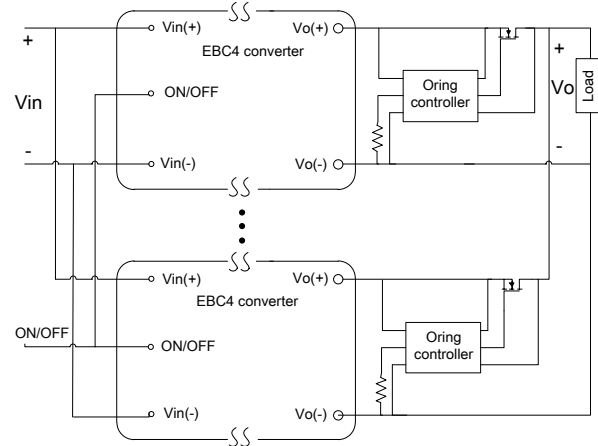 +
Vin(+)
Vo(+)
EBC4 converter
+
Vin
ON/OFF
Oring
controller
Vo
Load
-
Vin(-)
Vo(-)
-
Vin(+)
Vo(+)
EBC4 converter
ON/OFF
ON/OFF
Oring
controller
Vin(-)
Vo(-)